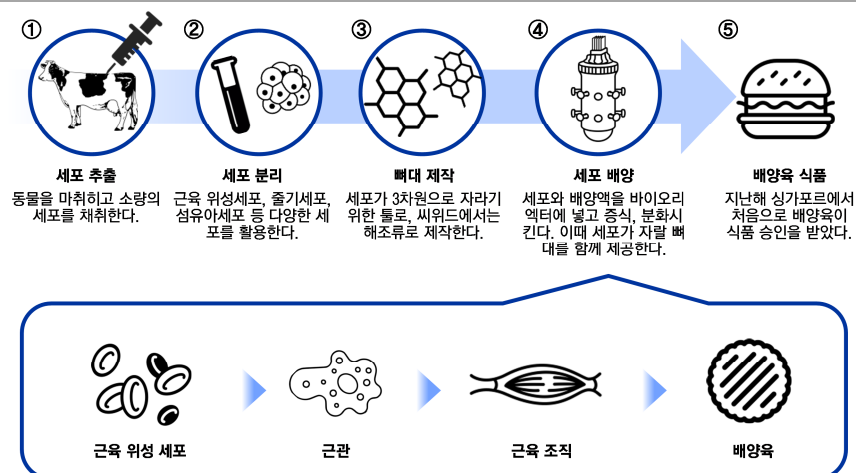 ①
세포 추출
동물을 마취히고 소량의
세포를 채취한다.
②
세포 분리
근육 위성세포, 줄기세포,
섬유아세포 등 다양한 세
포를 활용한다.
③
뼈대 제작
세포가 3차원으로 자라기
위한 툴로, 씨위드에서는
해조류로 제작한다.
④
세포 배양
세포와 배양액을 바이오리
엑터에 넣고 증식, 분화시
킨다. 이때 세포가 자랄 뼈
대를 함께 제공한다.
⑤
배양육 식품
지난해 싱가포르에서
처음으로 배양육이
식품 승인을 받았다.
근육 위성 세포
근관
근육 조직
배양육